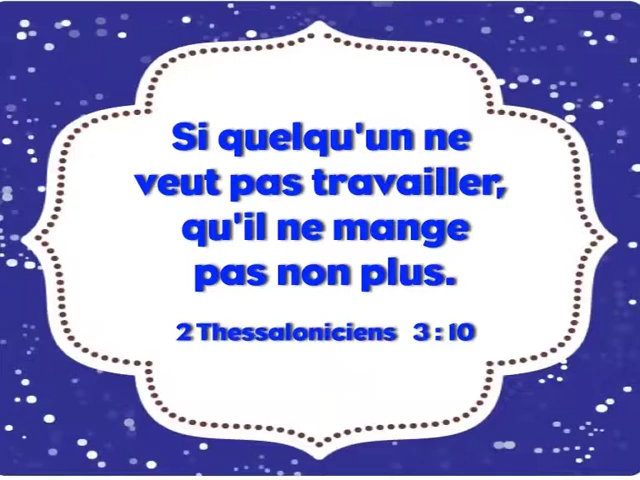 Si quelqu'un ne
veut pas travailler,
qu'il ne mange
pas non plus.
2 Thessaloniciens 3 : 10